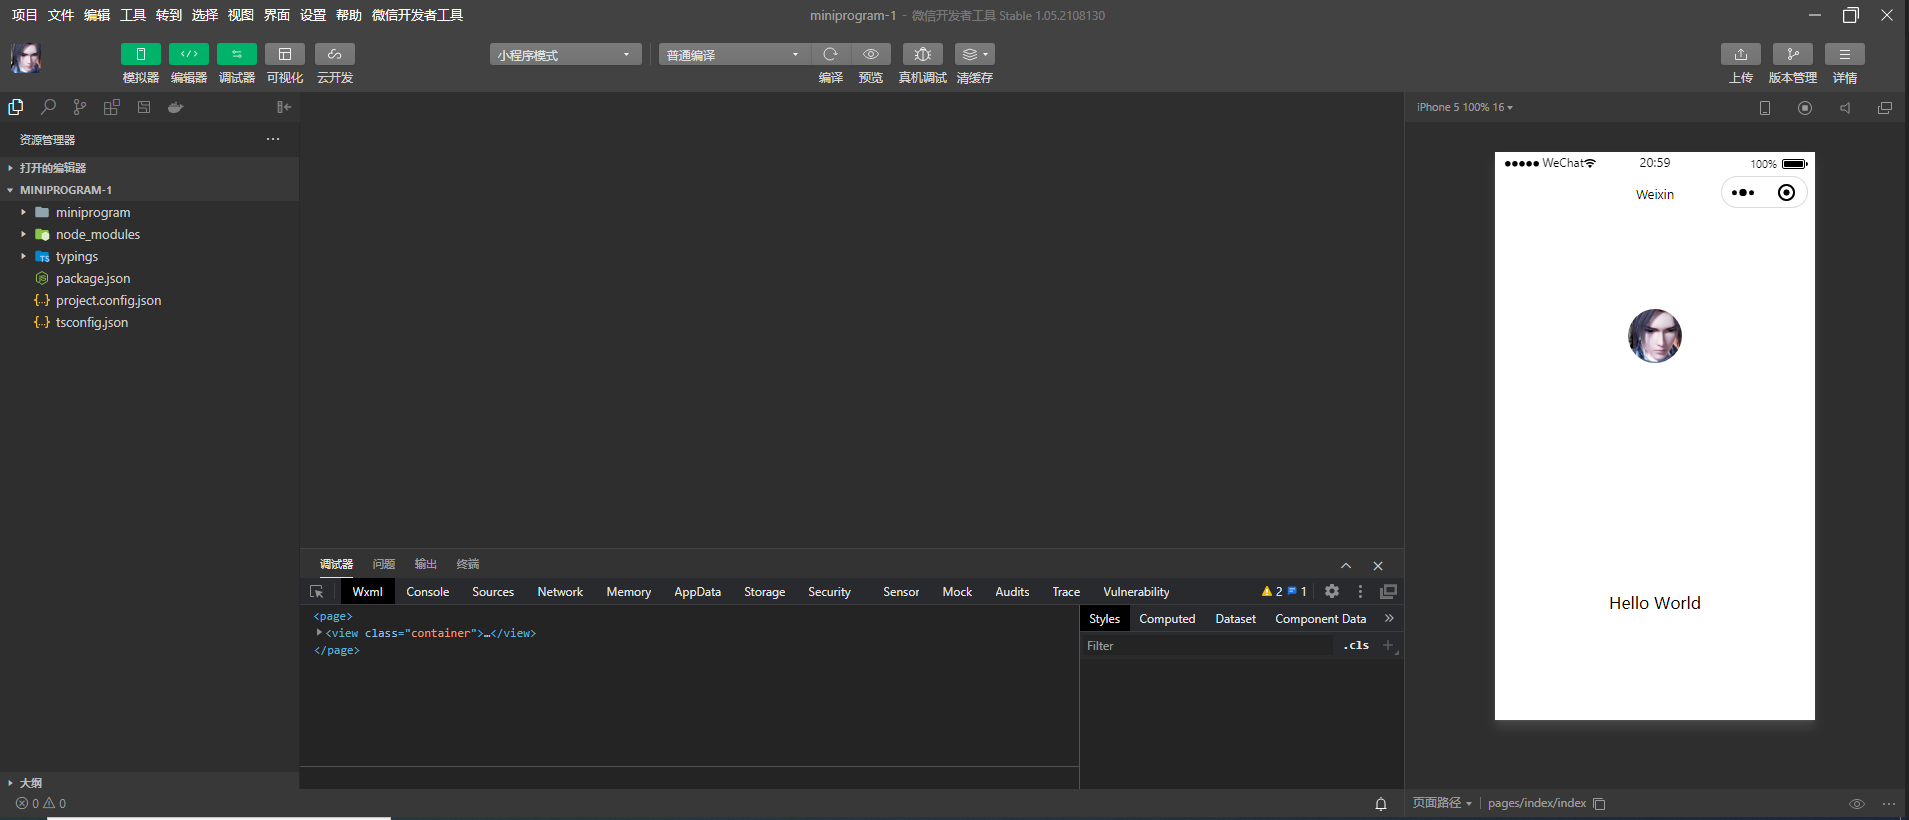 项目 文件 编辑 工具 转到 选择 视图 界面 设置 帮助 微信开发者工具
miniprogram-1 - 微信开发者工具 Stable 1.05.2108130
小程序模式
普通编译
模拟器 编辑器 调试器 可视化 云开发
编译 预览 真机调试 清缓存
上传 版本管理 详情
资源管理器
打开的编辑器
MINIPROGRAM-1
miniprogram
node_modules
typings
package.json
project.config.json
tsconfig.json
大纲
0 0
调试器 问题 输出 终端
Wxml Console Sources Network Memory AppData Storage Security Sensor Mock Audits Trace Vulnerability
2 1
<page>
<view class="container">…</view>
</page>
Styles Computed Dataset Component Data
Filter
.cls
iPhone 5 100% 16
WeChat 20:59 100%
Weixin
Hello World
页面路径 pages/index/index